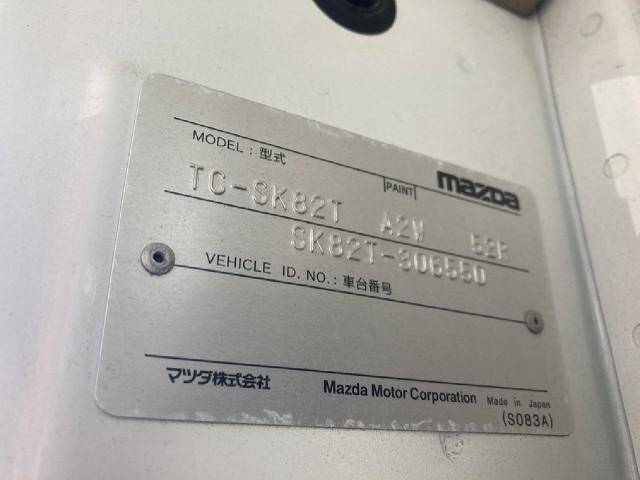 MODEL : 型式
PAINT
mazda
TC-SK82T A2W 52R
SK82T-306550
VEHICLE ID. NO. : 車台番号
マツダ株式会社
Mazda Motor Corporation Made in Japan
(S083A)